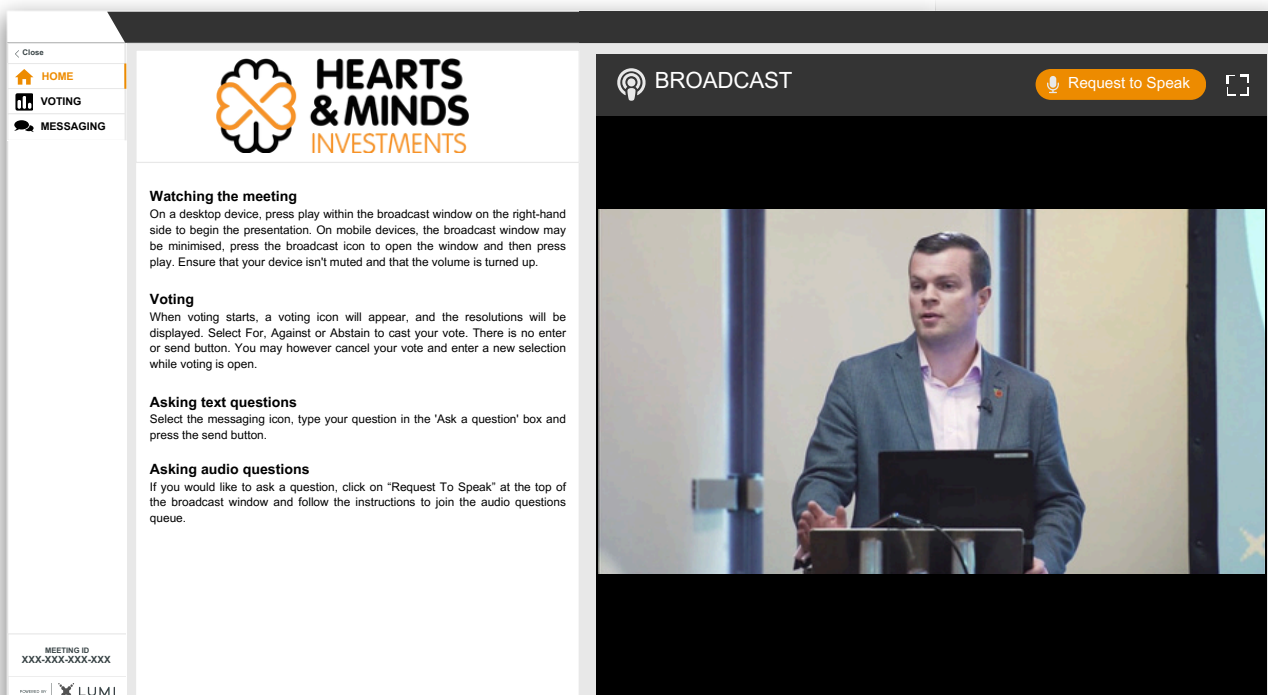 Close
HOME
VOTING
MESSAGING
HEARTS
& MINDS
INVESTMENTS
Watching the meeting
On a desktop device, press play within the broadcast window on the right-hand
side to begin the presentation. On mobile devices, the broadcast window may
be minimised, press the broadcast icon to open the window and then press
play. Ensure that your device isn't muted and that the volume is turned up.
Voting
When voting starts, a voting icon will appear, and the resolutions will be
displayed. Select For, Against or Abstain to cast your vote. There is no enter
or send button. You may however cancel your vote and enter a new selection
while voting is open.
Asking text questions
Select the messaging icon, type your question in the 'Ask a question' box and
press the send button.
Asking audio questions
If you would like to ask a question, click on “Request To Speak” at the top of
the broadcast window and follow the instructions to join the audio questions
queue.
BROADCAST
Request to Speak
MEETING ID
XXX-XXX-XXX-XXX
POWERED BY
LUMI